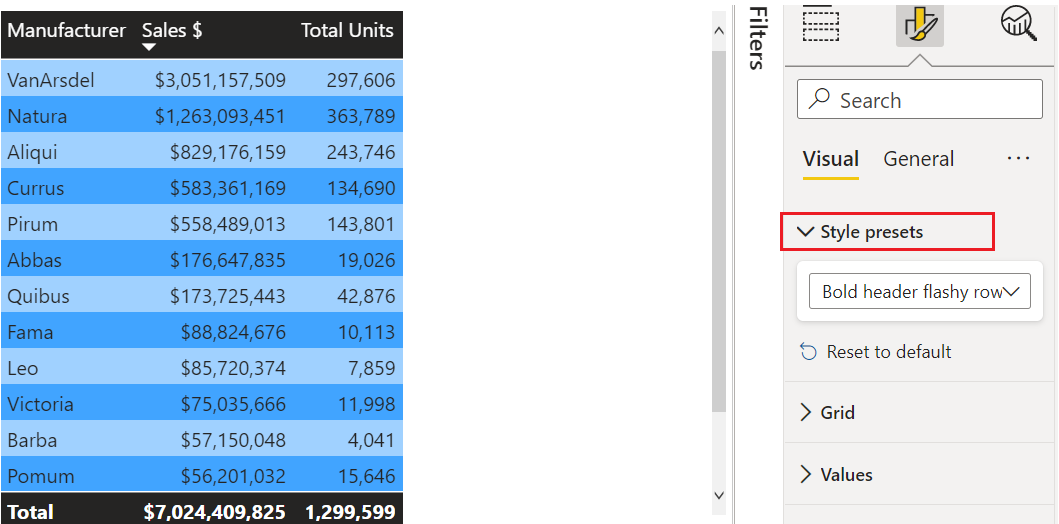 Manufacturer Sales $ Total Units
VanArsdel $3,051,157,509 297,606
Natura $1,263,093,451 363,789
Aliqui $829,176,159 243,746
Currus $583,361,169 134,690
Pirum $558,489,013 143,801
Abbas $176,647,835 19,026
Quibus $173,725,443 42,876
Fama $88,824,676 10,113
Leo $85,720,374 7,859
Victoria $75,035,666 11,998
Barba $57,150,048 4,041
Pomum $56,201,032 15,646
Total $7,024,409,825 1,299,599
Filters
Search
Visual General ...
Style presets
Bold header flashy row
Reset to default
Grid
Values